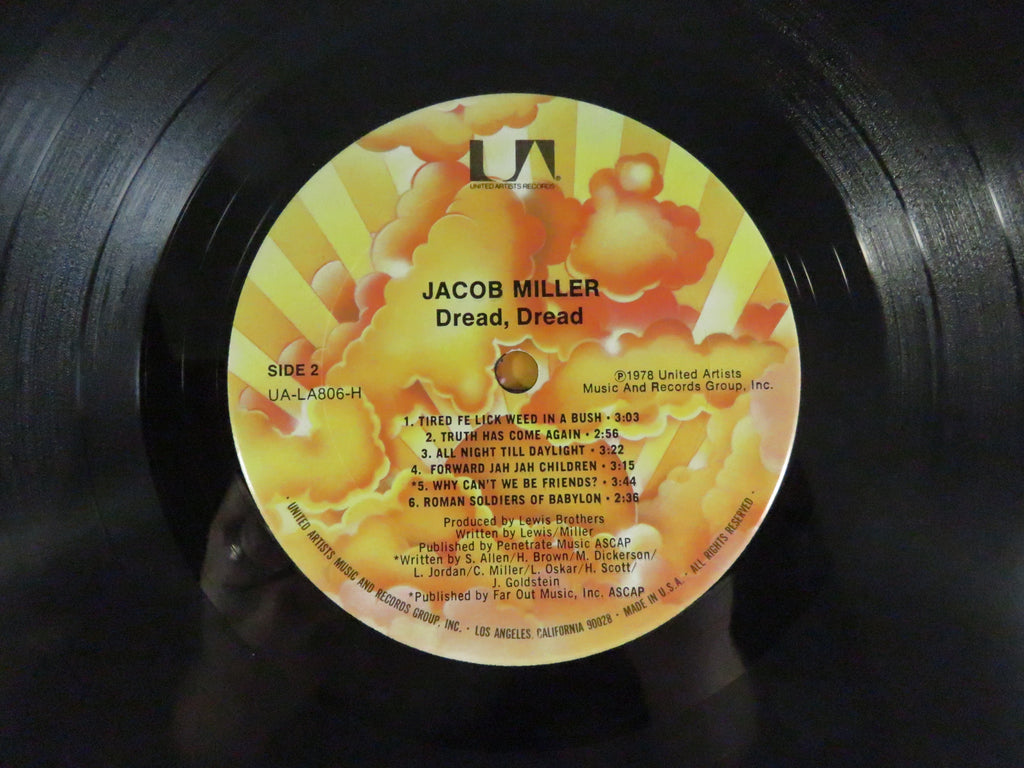 UA®
UNITED ARTISTS RECORDS
JACOB MILLER
Dread, Dread
SIDE 2
UA-LA806-H
℗1978 United Artists
Music And Records Group, Inc.
1. TIRED FE LICK WEED IN A BUSH • 3:03
2. TRUTH HAS COME AGAIN • 2:56
3. ALL NIGHT TILL DAYLIGHT • 3:22
4. FORWARD JAH JAH CHILDREN • 3:15
*5. WHY CAN'T WE BE FRIENDS? • 3:44
6. ROMAN SOLDIERS OF BABYLON • 2:36
Produced by Lewis Brothers
Written by Lewis/Miller
Published by Penetrate Music ASCAP
*Written by S. Allen/H. Brown/M. Dickerson/
L. Jordan/C. Miller/L. Oskar/H. Scott/
J. Goldstein
*Published by Far Out Music, Inc. ASCAP
• UNITED ARTISTS MUSIC AND RECORDS GROUP, INC. • LOS ANGELES, CALIFORNIA 90028 • MADE IN U.S.A. • ALL RIGHTS RESERVED •